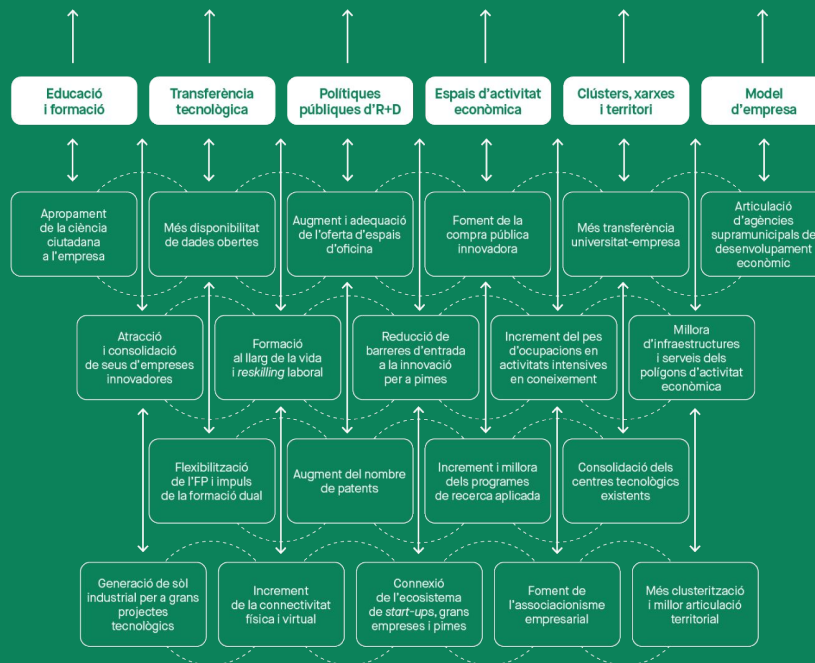 Educació
i formació
Transferència
tecnològica
Polítiques
públiques d'R+D
Espais d'activitat
econòmica
Clústers, xarxes
i territori
Model
d'empresa
Apropament
de la ciència
ciutadana
a l'empresa
Més disponibilitat
de dades obertes
Augment i adequació
de l'oferta d'espais
d'oficina
Foment de la
compra pública
innovadora
Més transferència
universitat-empresa
Articulació
d'agències
supramunicipals de
desenvolupament
econòmic
Atracció
i consolidació
de seus d'empreses
innovadores
Formació
al llarg de la vida
i reskilling laboral
Reducció de
barreres d'entrada
a la innovació
per a pimes
Increment del pes
d'ocupacions en
activitats intensives
en coneixement
Millora
d'infraestructures
i serveis dels
polígons d'activitat
econòmica
Flexibilització
de l'FP i impuls
de la formació dual
Augment del nombre
de patents
Increment i millora
dels programes
de recerca aplicada
Consolidació dels
centres tecnològics
existents
Generació de sòl
industrial per a grans
projectes
tecnològics
Increment
de la connectivitat
física i virtual
Connexió
de l'ecosistema
de start-ups, grans
empreses i pimes
Foment de
l'associacionisme
empresarial
Més clusterització
i millor articulació
territorial